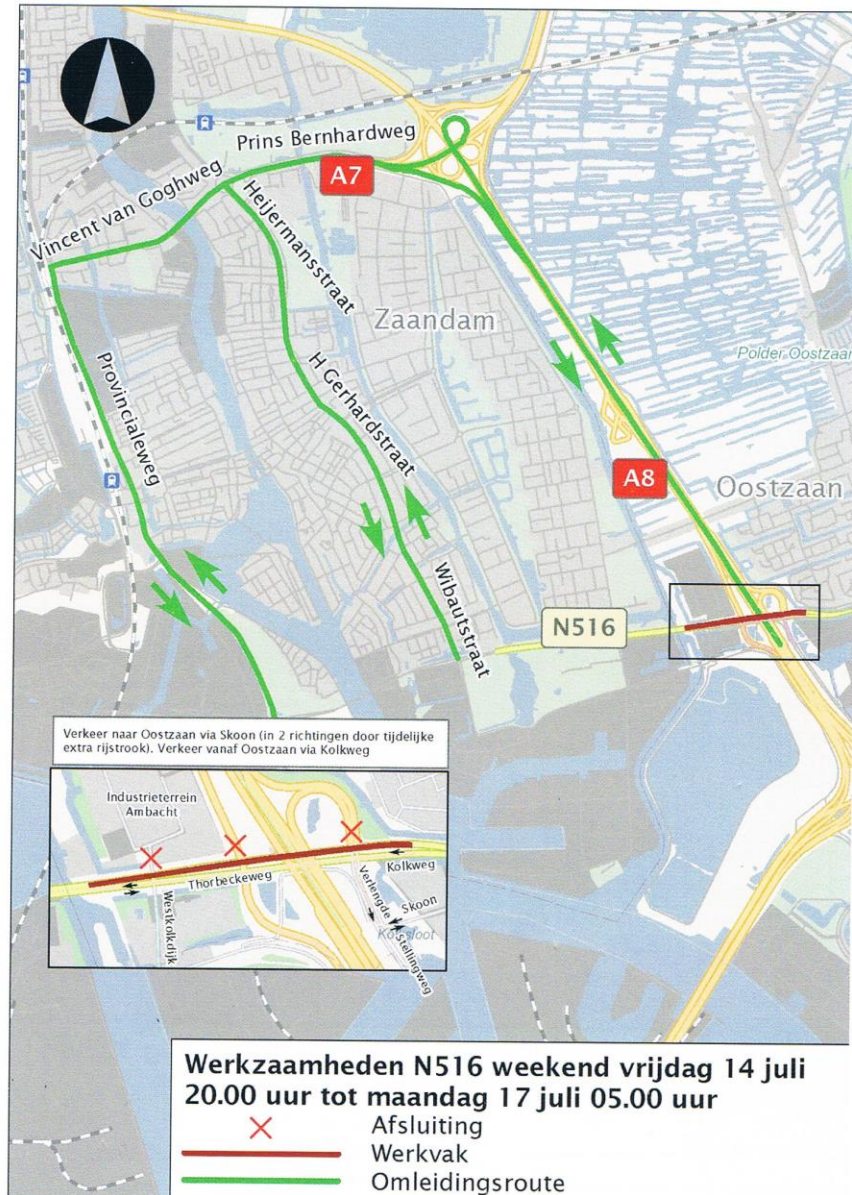 Prins Bernhardweg
A7
Vincent van Goghweg
Heijermansstraat
Zaandam
Polder Oostzaan
Provincialeweg
H Gerhardstraat
A8
Oostzaan
Wibautstraat
N516
Verkeer naar Oostzaan via Skoon (in 2 richtingen door tijdelijke
extra rijstrook). Verkeer vanaf Oostzaan via Kolkweg
Industrieterrein
Ambacht
Thorbeckeweg
Kolkweg
Westkolkdijk
Verlengde
Stellingweg
Skoon
Werkzaamheden N516 weekend vrijdag 14 juli
20.00 uur tot maandag 17 juli 05.00 uur
Afsluiting
Werkvak
Omleidingsroute